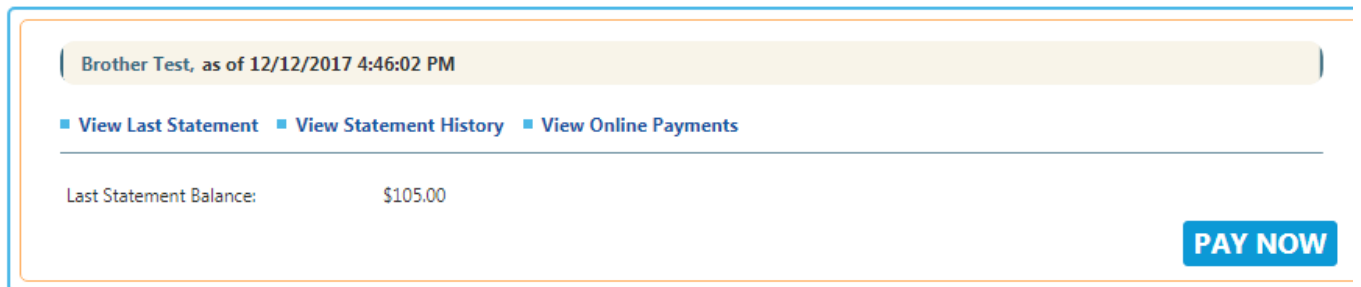 Brother Test, as of 12/12/2017 4:46:02 PM
View Last Statement View Statement History View Online Payments
Last Statement Balance: $105.00
PAY NOW